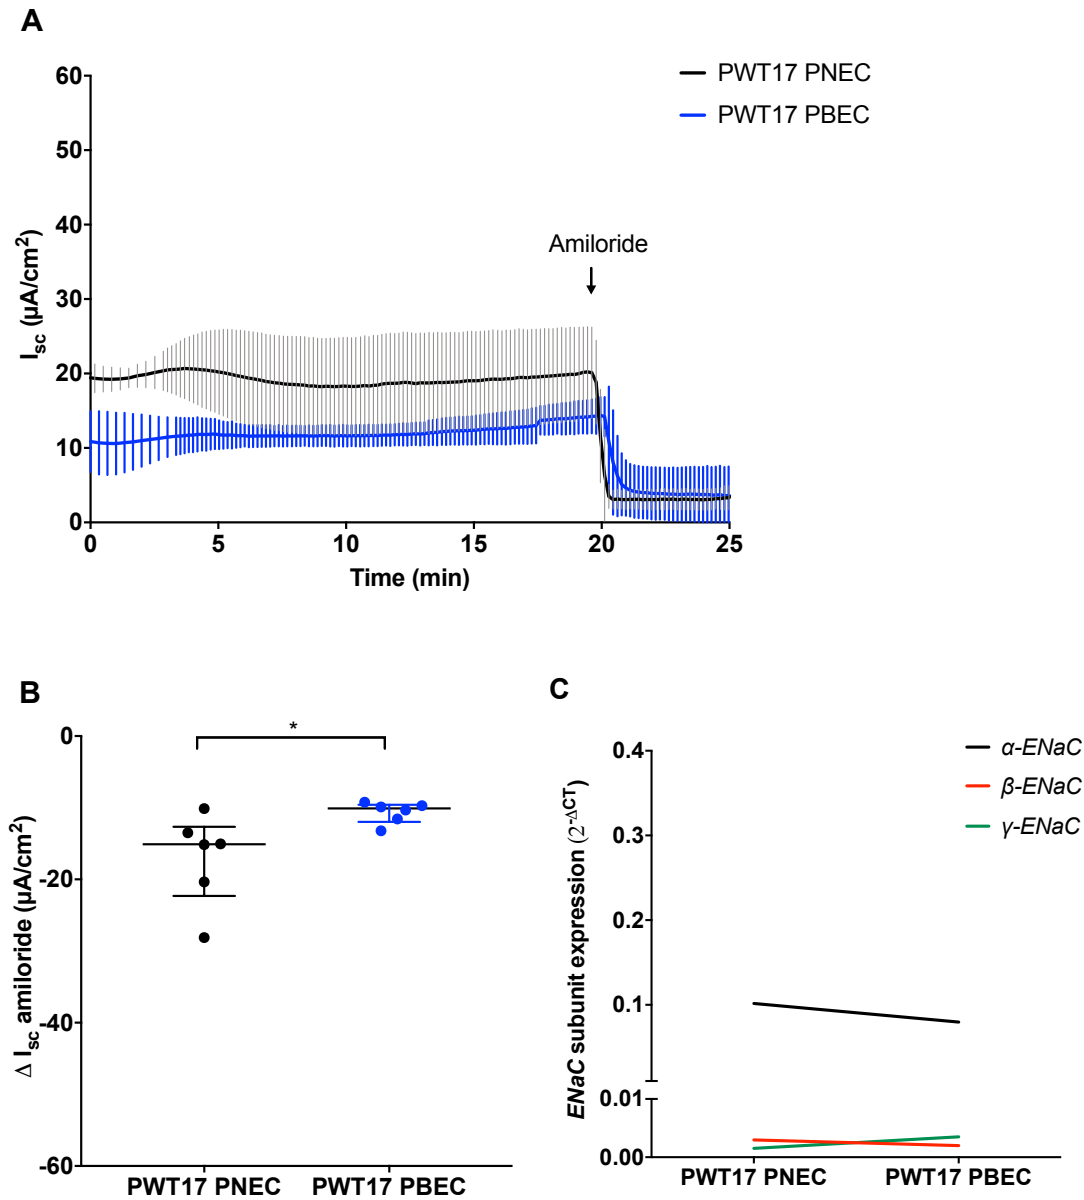 A
PWT17 PNEC
PWT17 PBEC
60
50
40
30
20
10
0
I_sc (µA/cm²)
Amiloride
0 5 10 15 20 25
Time (min)
B
0
-20
-40
-60
Δ I_sc amiloride (µA/cm²)
*
PWT17 PNEC PWT17 PBEC
C
α-ENaC
β-ENaC
γ-ENaC
0.4
0.3
0.2
0.1
0.01
0.00
ENaC subunit expression (2^-ΔCT)
PWT17 PNEC PWT17 PBEC